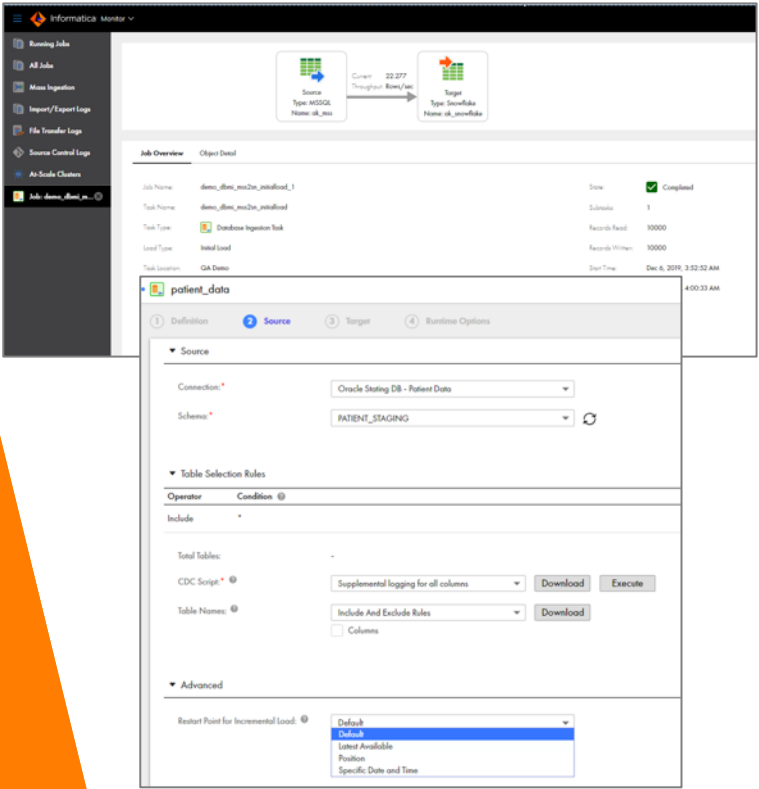 Informatica Monitor
Running Jobs
All Jobs
Mass Ingestion
Import/Export Logs
File Transfer Logs
Source Control Logs
At-Scale Clusters
Job: demo_dbmi_m...
Source
Type: MSSQL
Name: ok_mss
Current 22.277
Throughput Rows/sec
Target
Type: Snowflake
Name: ok_snowflake
Job Overview Object Detail
Job Name: demo_dbmi_mss2sn_initialload_1
Task Name: demo_dbmi_mss2sn_initialload
Task Type: Database Ingestion Task
Load Type: Initial Load
Task Location: QA Demo
State: Completed
Subtasks: 1
Records Read: 10000
Records Written: 10000
Start Time: Dec 6, 2019, 3:52:52 AM
4:00:33 AM
patient_data
1 Definition 2 Source 3 Target 4 Runtime Options
Source
Connection:* Oracle Stating DB - Patient Data
Schema:* PATIENT_STAGING
Table Selection Rules
Operator Condition ?
Include *
Total Tables: -
CDC Script:* ? Supplemental logging for all columns Download Execute
Table Names: ? Include And Exclude Rules Download
Columns
Advanced
Restart Point for Incremental Load: ? Default
Default
Latest Available
Position
Specific Date and Time